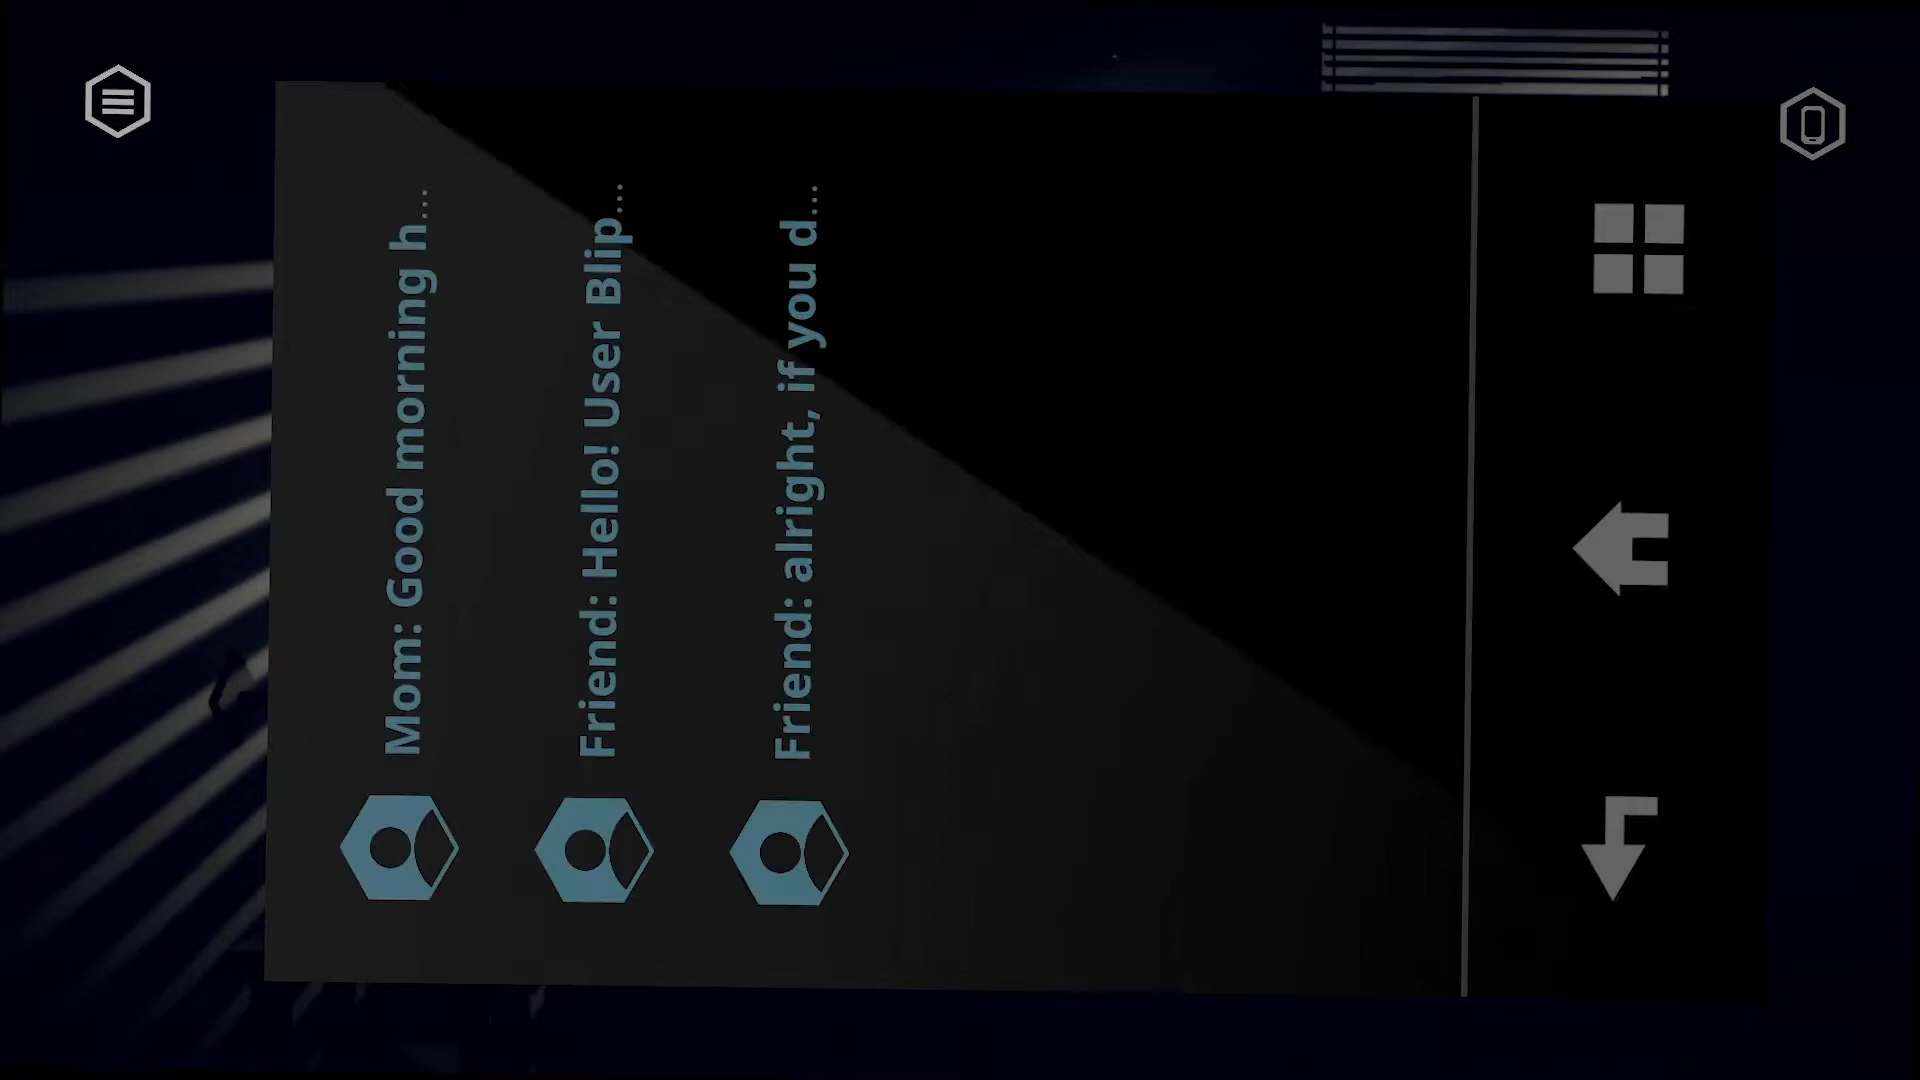 Mom: Good morning h...
Friend: Hello! User Blip...
Friend: alright, if you d...